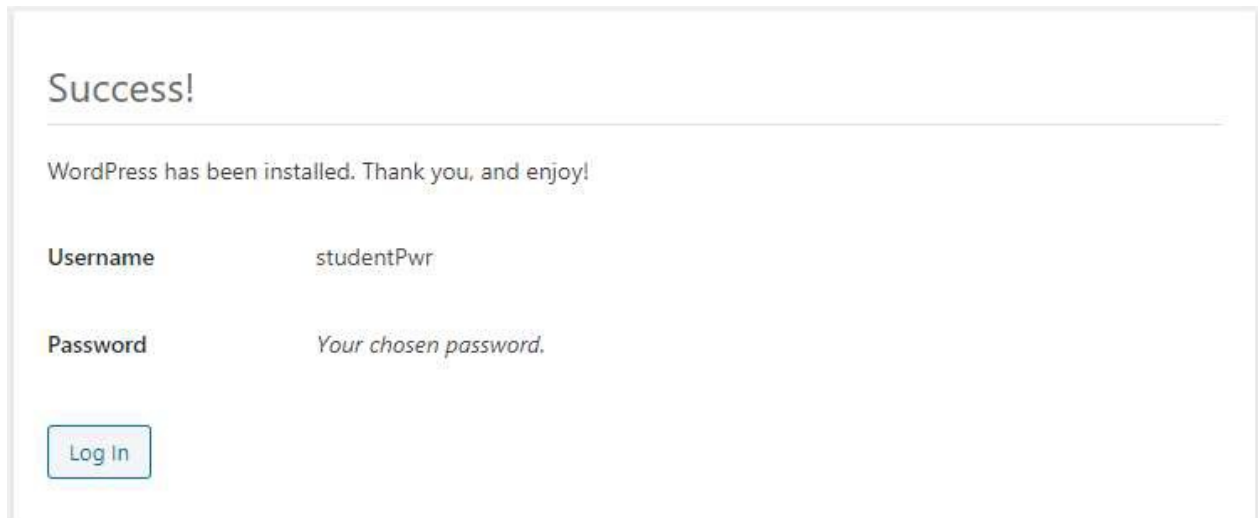 Success!
WordPress has been installed. Thank you, and enjoy!
Username studentPwr
Password Your chosen password.
Log In